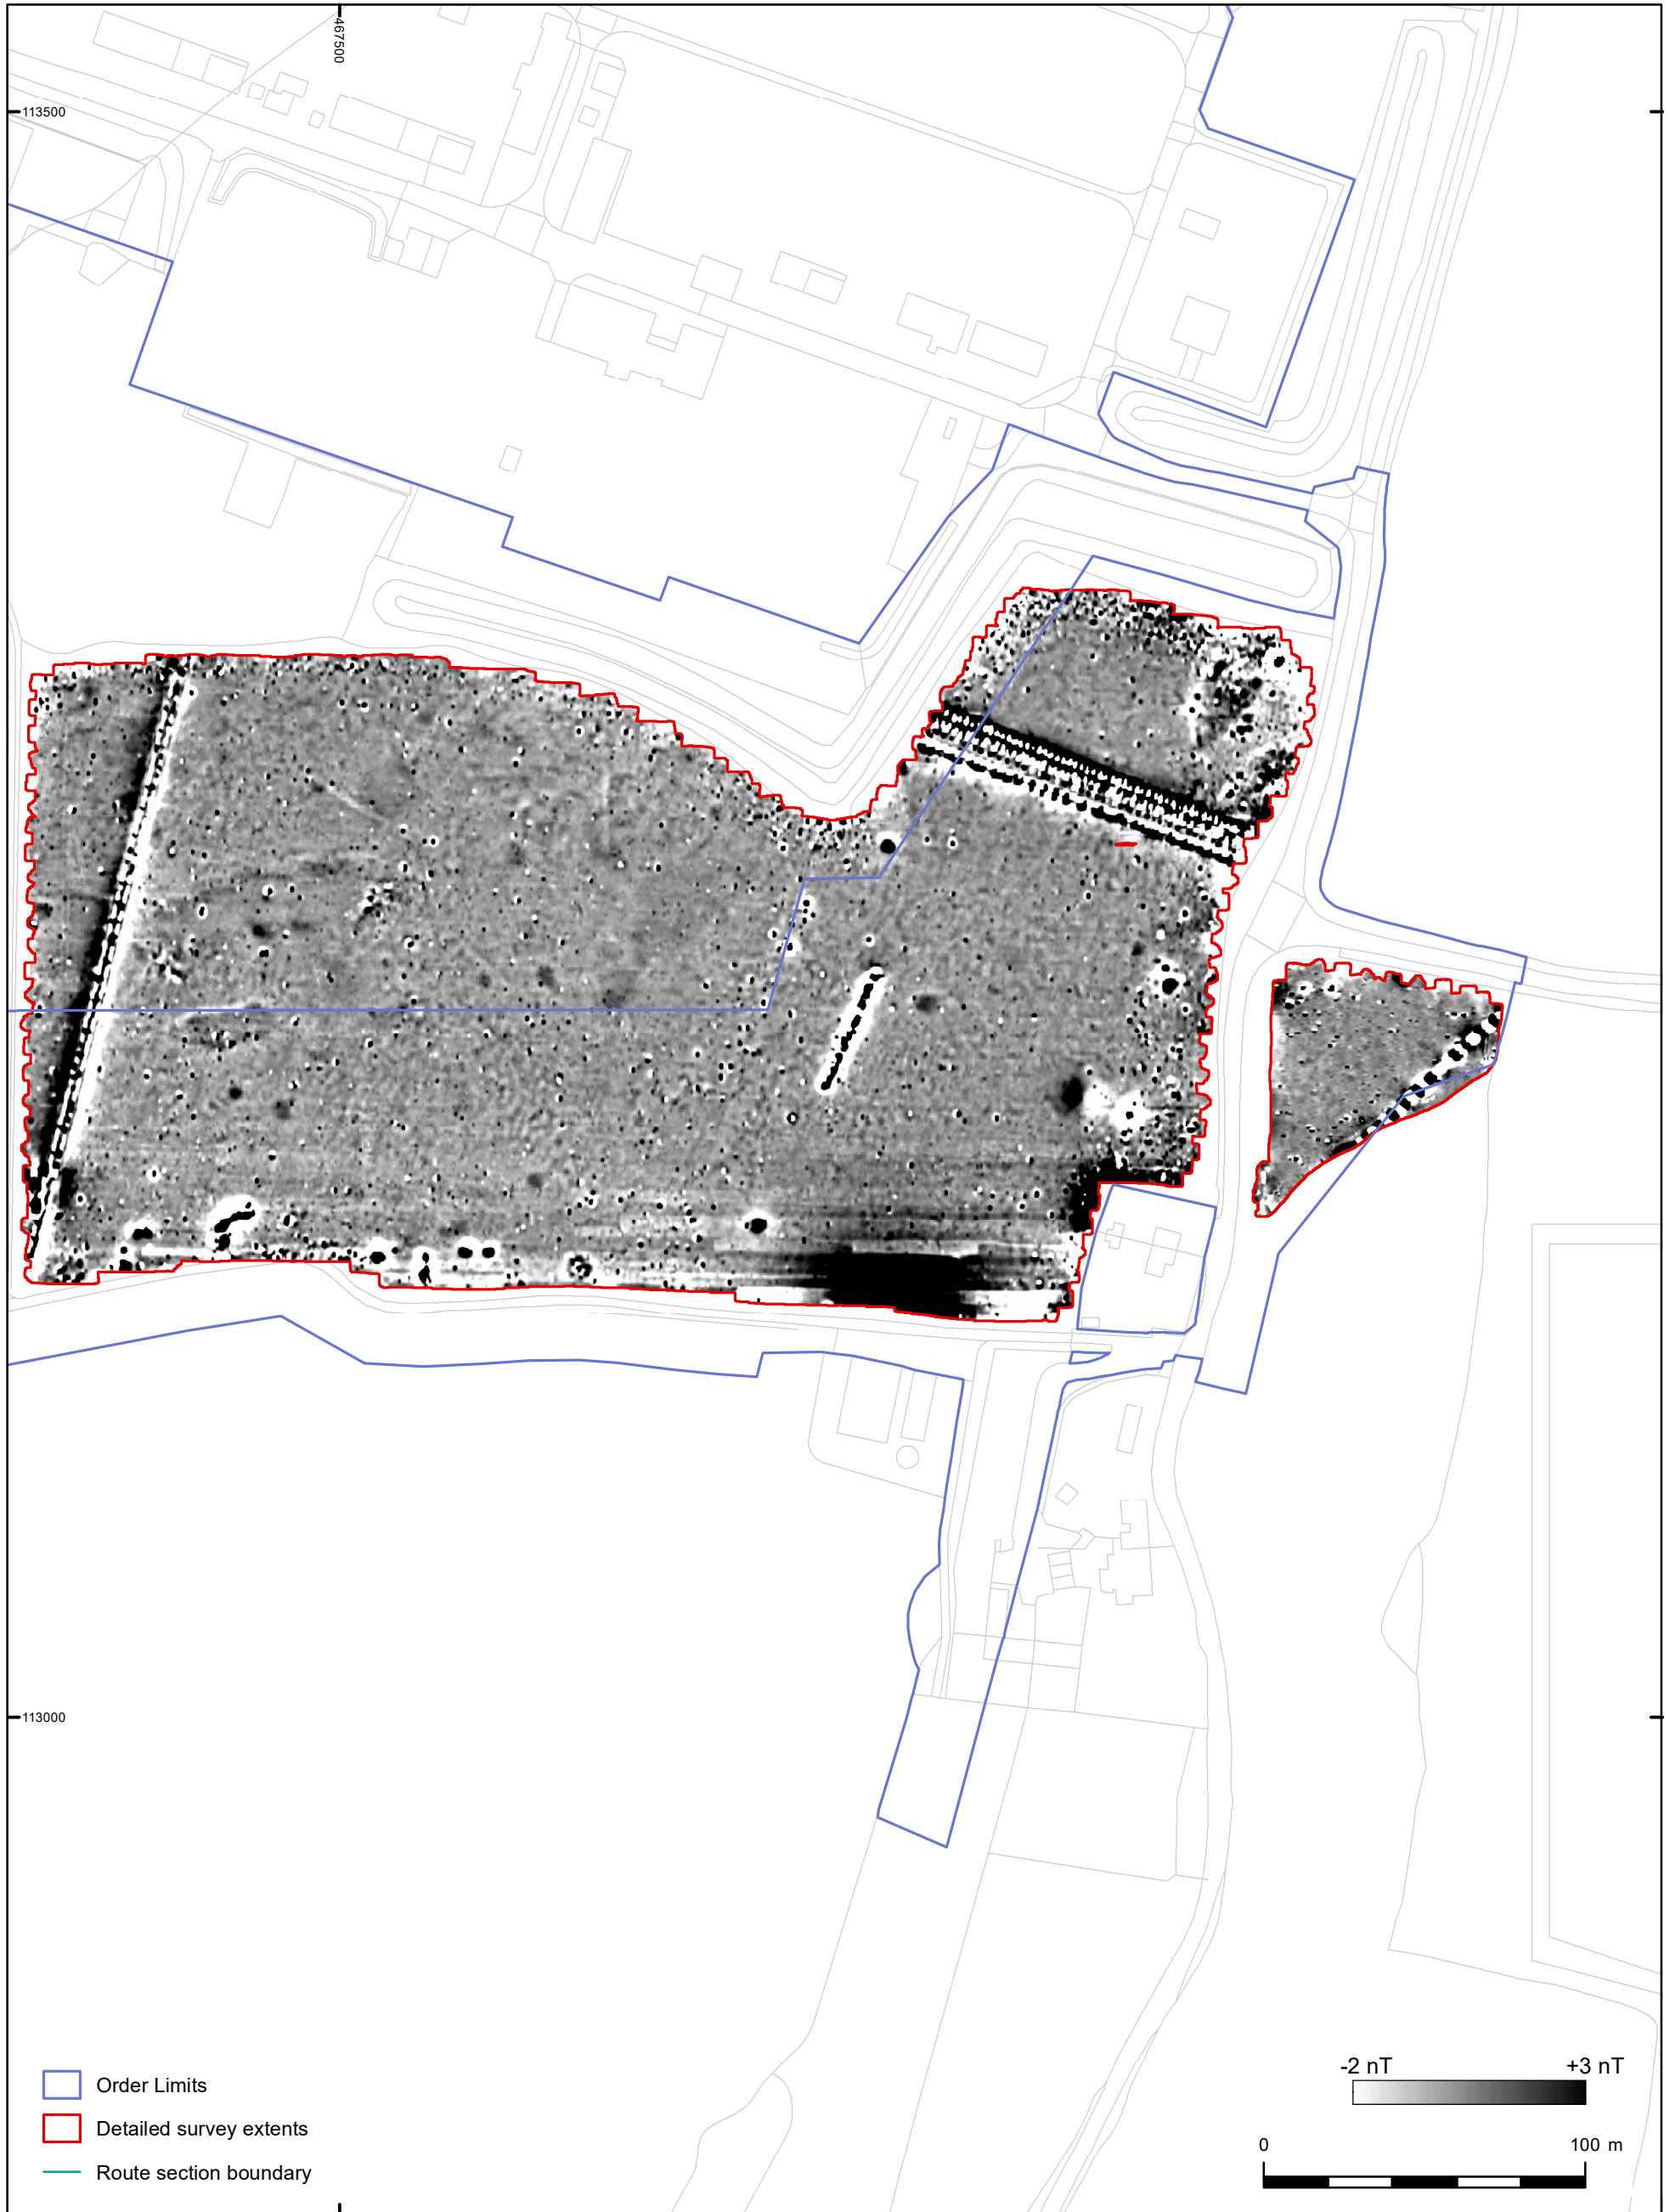 467500
113500
113000
-2 nT +3 nT
Order Limits
Detailed survey extents
0 100 m
Route section boundary